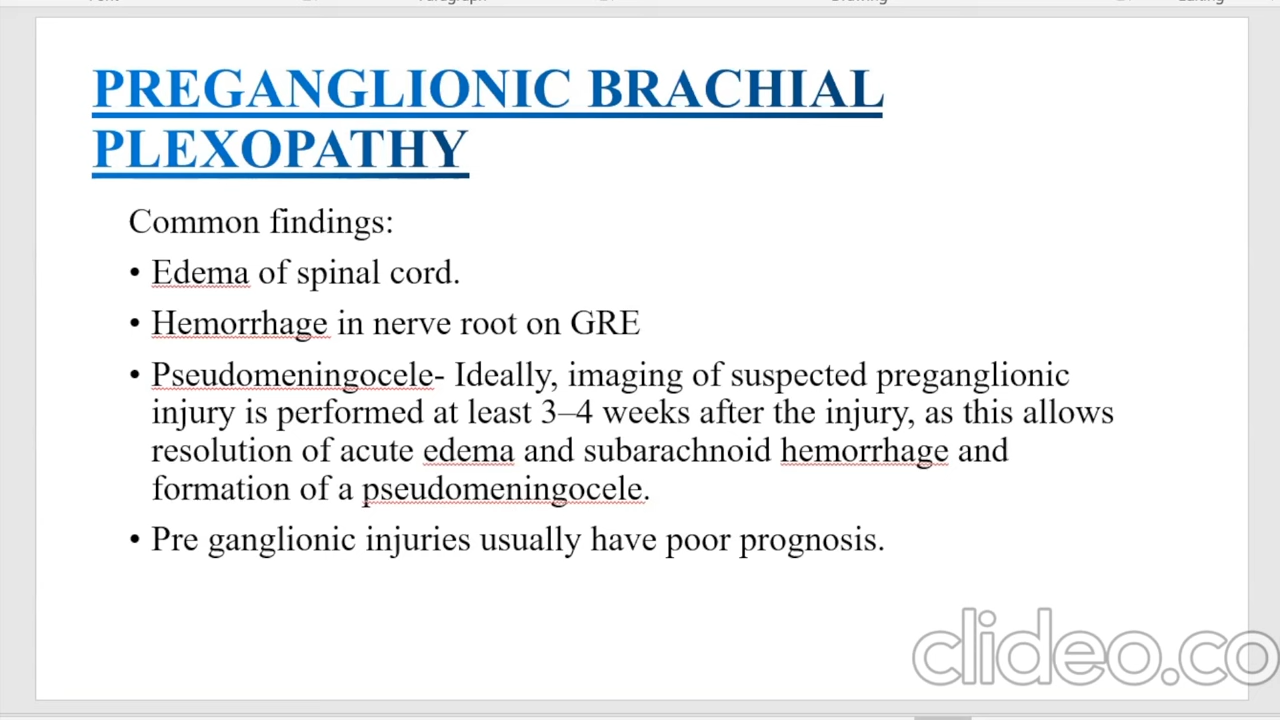 PREGANGLIONIC BRACHIAL
PLEXOPATHY
Common findings:
• Edema of spinal cord.
• Hemorrhage in nerve root on GRE
• Pseudomeningocele- Ideally, imaging of suspected preganglionic
injury is performed at least 3–4 weeks after the injury, as this allows
resolution of acute edema and subarachnoid hemorrhage and
formation of a pseudomeningocele.
• Pre ganglionic injuries usually have poor prognosis.
clideo.co